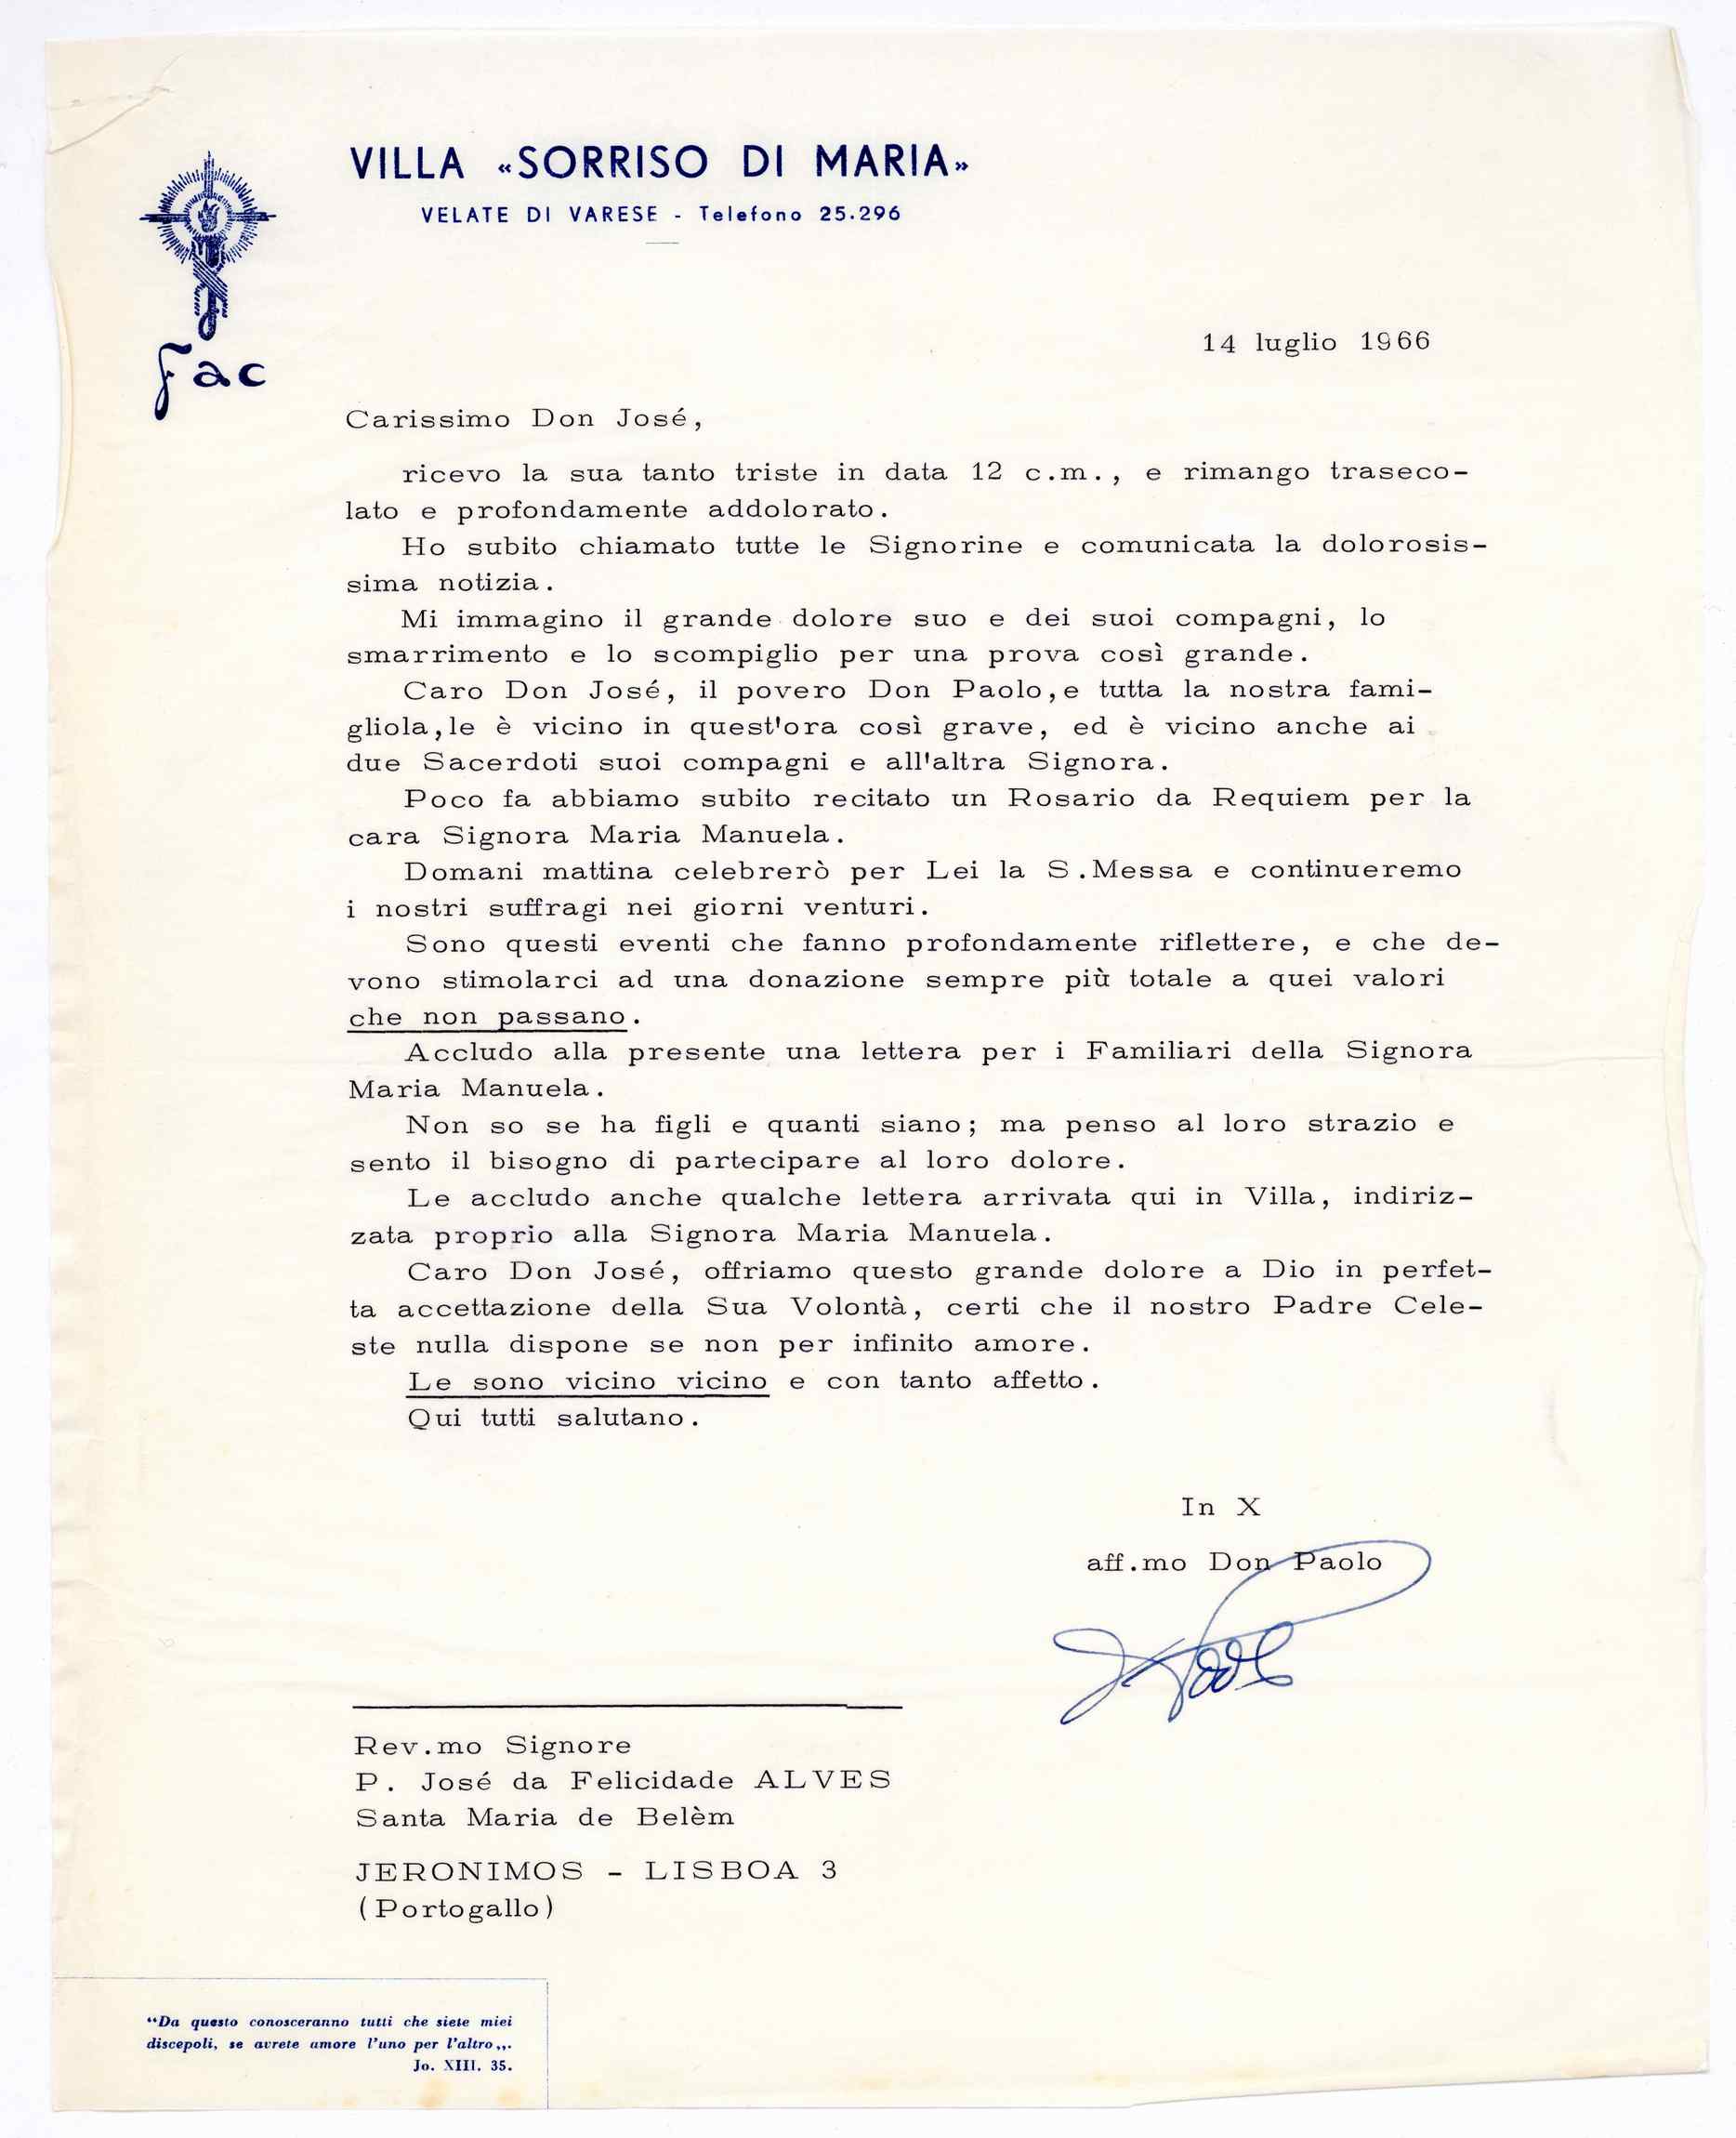 VILLA «SORRISO DI MARIA»
VELATE DI VARESE - Telefono 25.296
Fac
14 luglio 1966
Carissimo Don José,
ricevo la sua tanto triste in data 12 c.m., e rimango traseco-
lato e profondamente addolorato.
Ho subito chiamato tutte le Signorine e comunicata la dolorosis-
sima notizia.
Mi immagino il grande dolore suo e dei suoi compagni, lo
smarrimento e lo scompiglio per una prova così grande.
Caro Don José, il povero Don Paolo,e tutta la nostra fami-
gliola,le è vicino in quest'ora così grave, ed è vicino anche ai
due Sacerdoti suoi compagni e all'altra Signora.
Poco fa abbiamo subito recitato un Rosario da Requiem per la
cara Signora Maria Manuela.
Domani mattina celebrerò per Lei la S.Messa e continueremo
i nostri suffragi nei giorni venturi.
Sono questi eventi che fanno profondamente riflettere, e che de-
vono stimolarci ad una donazione sempre più totale a quei valori
che non passano.
Accludo alla presente una lettera per i Familiari della Signora
Maria Manuela.
Non so se ha figli e quanti siano; ma penso al loro strazio e
sento il bisogno di partecipare al loro dolore.
Le accludo anche qualche lettera arrivata qui in Villa, indiriz-
zata proprio alla Signora Maria Manuela.
Caro Don José, offriamo questo grande dolore a Dio in perfet-
ta accettazione della Sua Volontà, certi che il nostro Padre Cele-
ste nulla dispone se non per infinito amore.
Le sono vicino vicino e con tanto affetto.
Qui tutti salutano.
In X
aff.mo Don Paolo
Rev.mo Signore
P. José da Felicidade ALVES
Santa Maria de Belèm
JERONIMOS - LISBOA 3
(Portogallo)
“Da questo conosceranno tutti che siete miei
discepoli, se avrete amore l'uno per l'altro„.
Jo. XIII. 35.